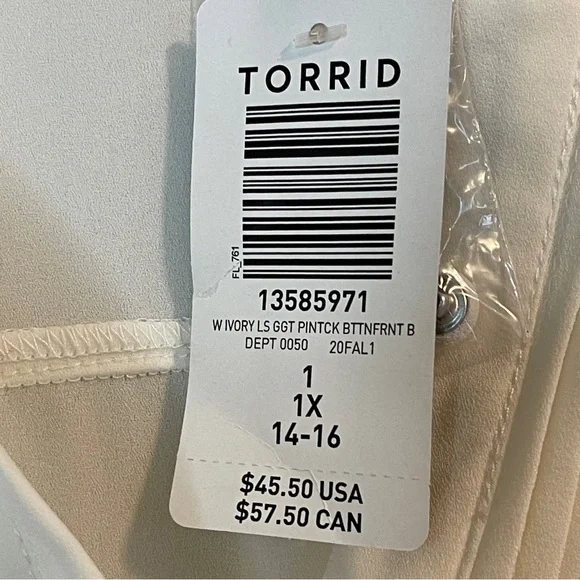 TORRID
FL_761
13585971
W IVORY LS GGT PINTCK BTTNFRNT B
DEPT 0050 20FAL1
1
1X
14-16
$45.50 USA
$57.50 CAN